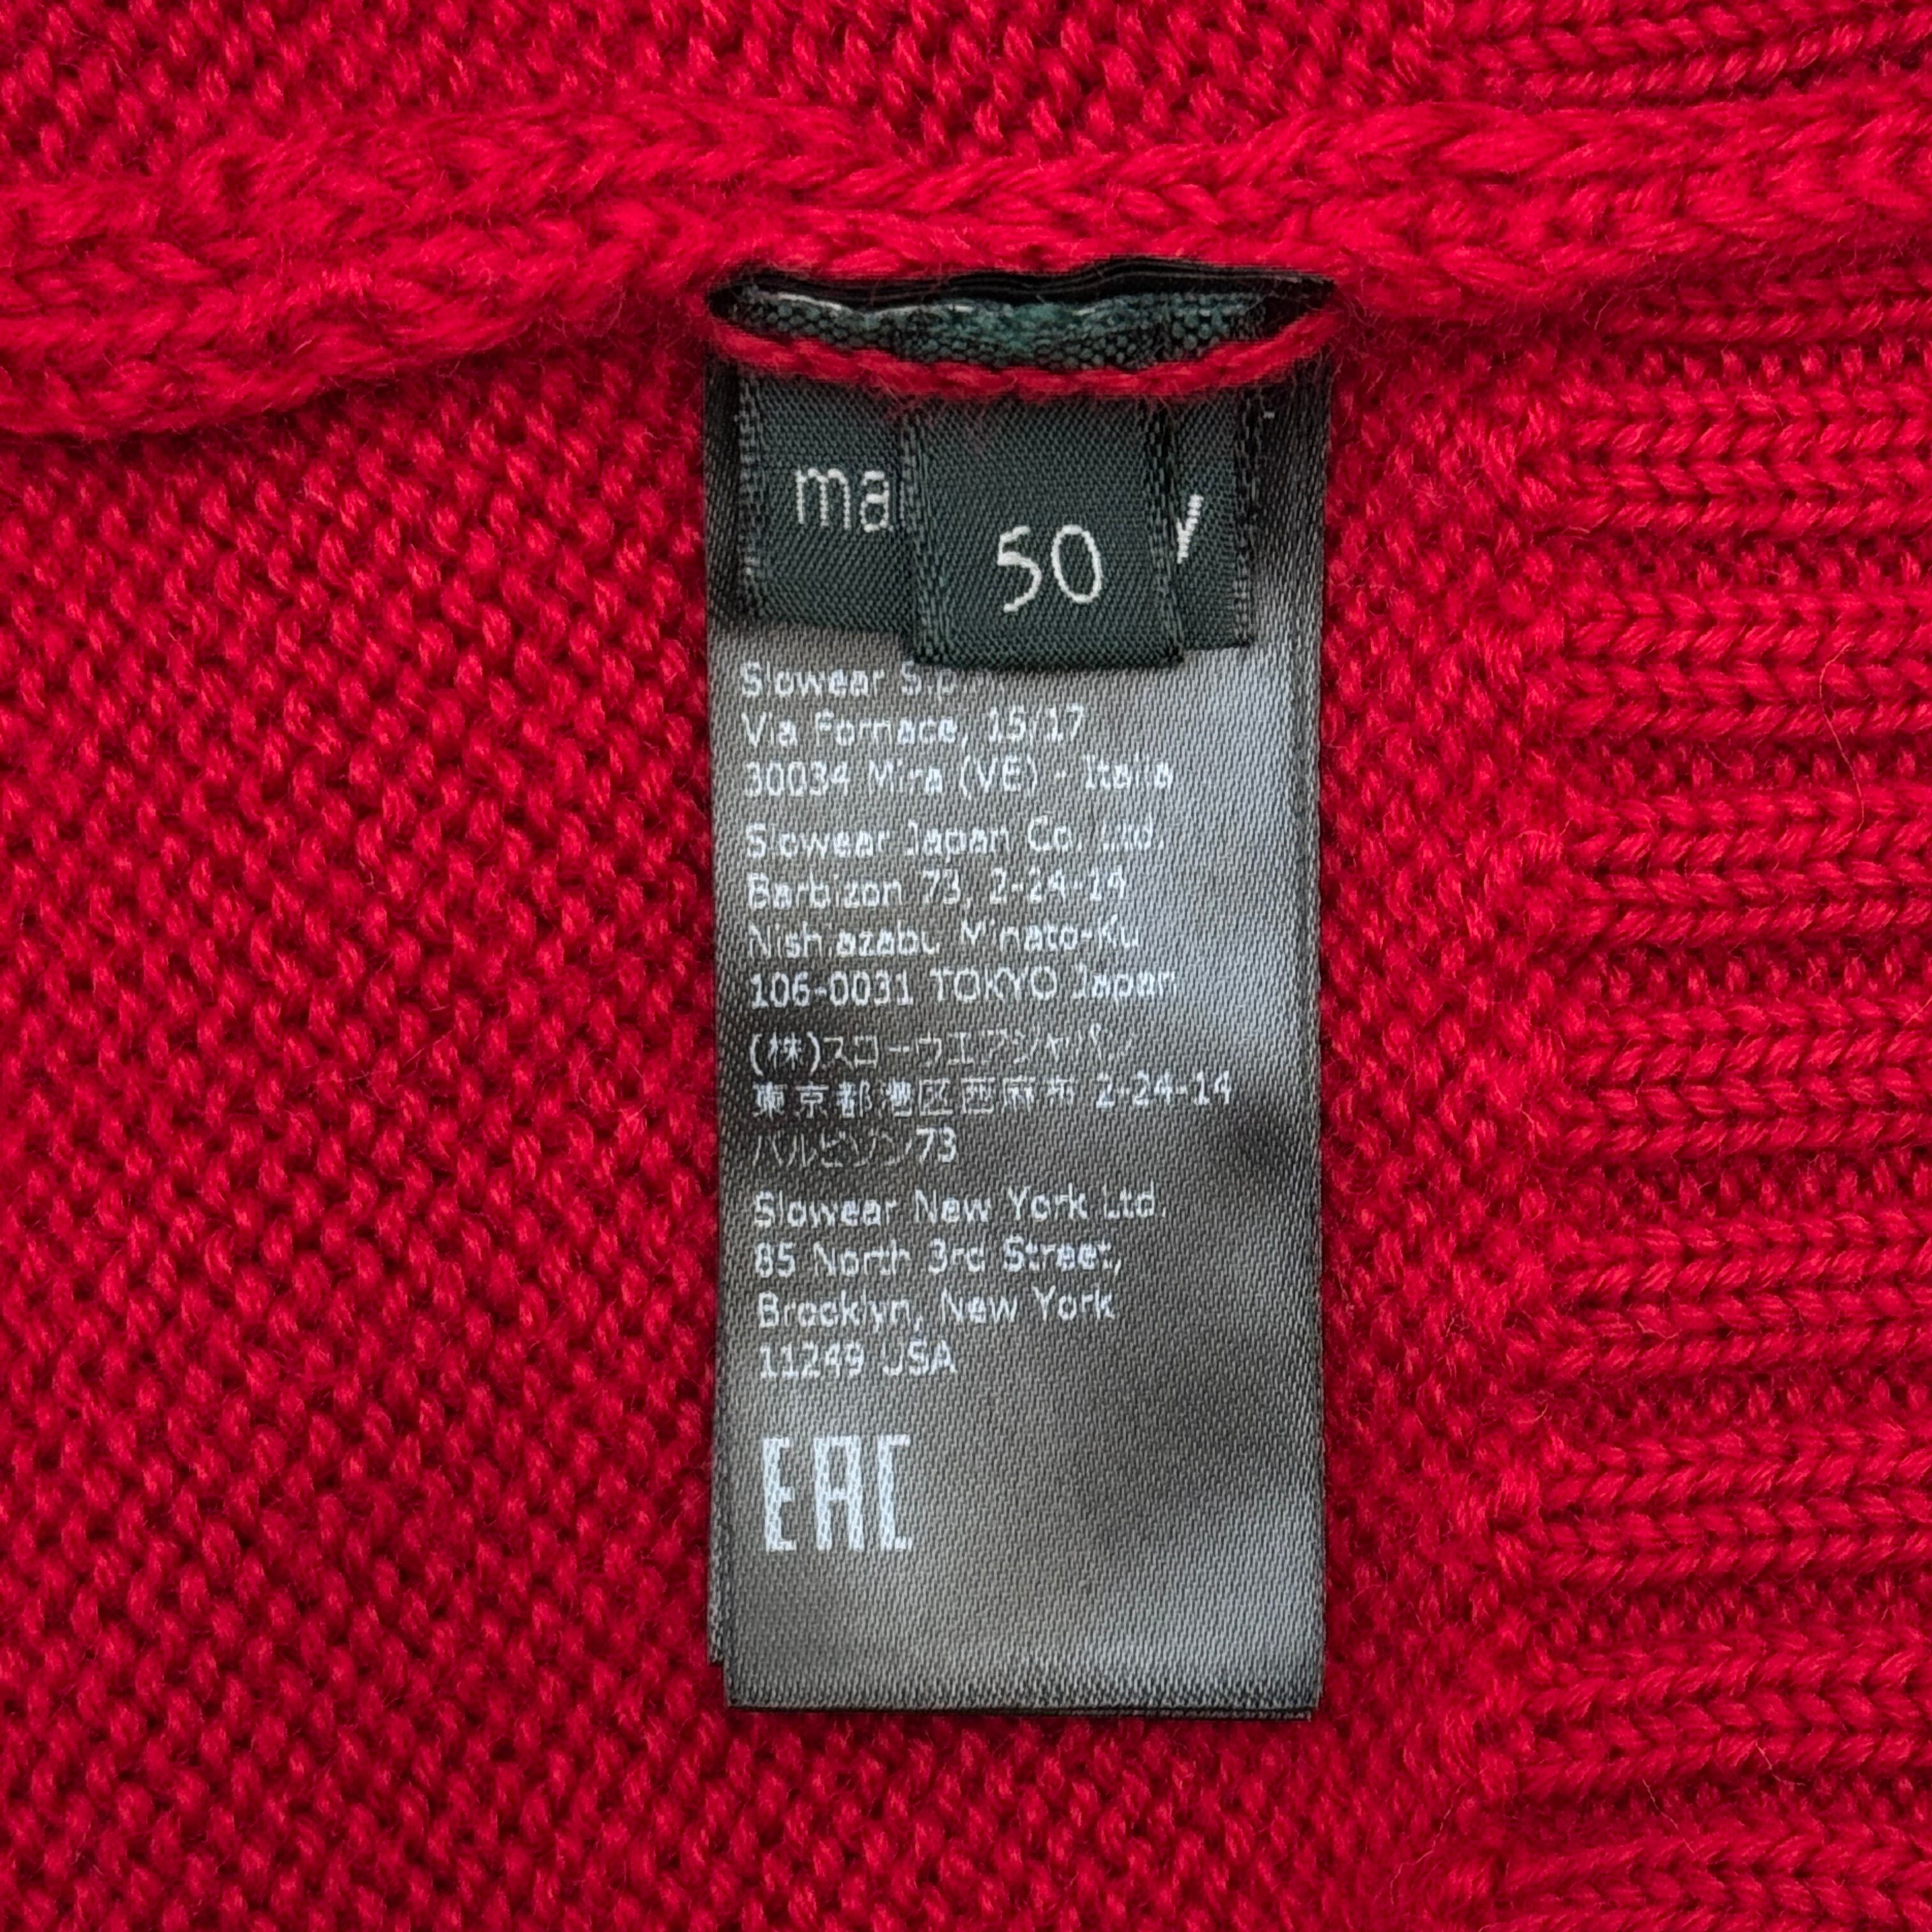 ma
y
50
Slowear S.p.
Via Fornace, 15/17
30034 Mira (VE) - Italia
Slowear Japan Co. Ltd.
Barbizon 73, 2-24-14
Nishiazabu Minato-Ku
106-0031 TOKYO Japan
(株)スローウエアジャパン
東京都港区西麻布 2-24-14
バルビゾン73
Slowear New York Ltd.
85 North 3rd Street,
Brooklyn, New York
11249 USA
EAC